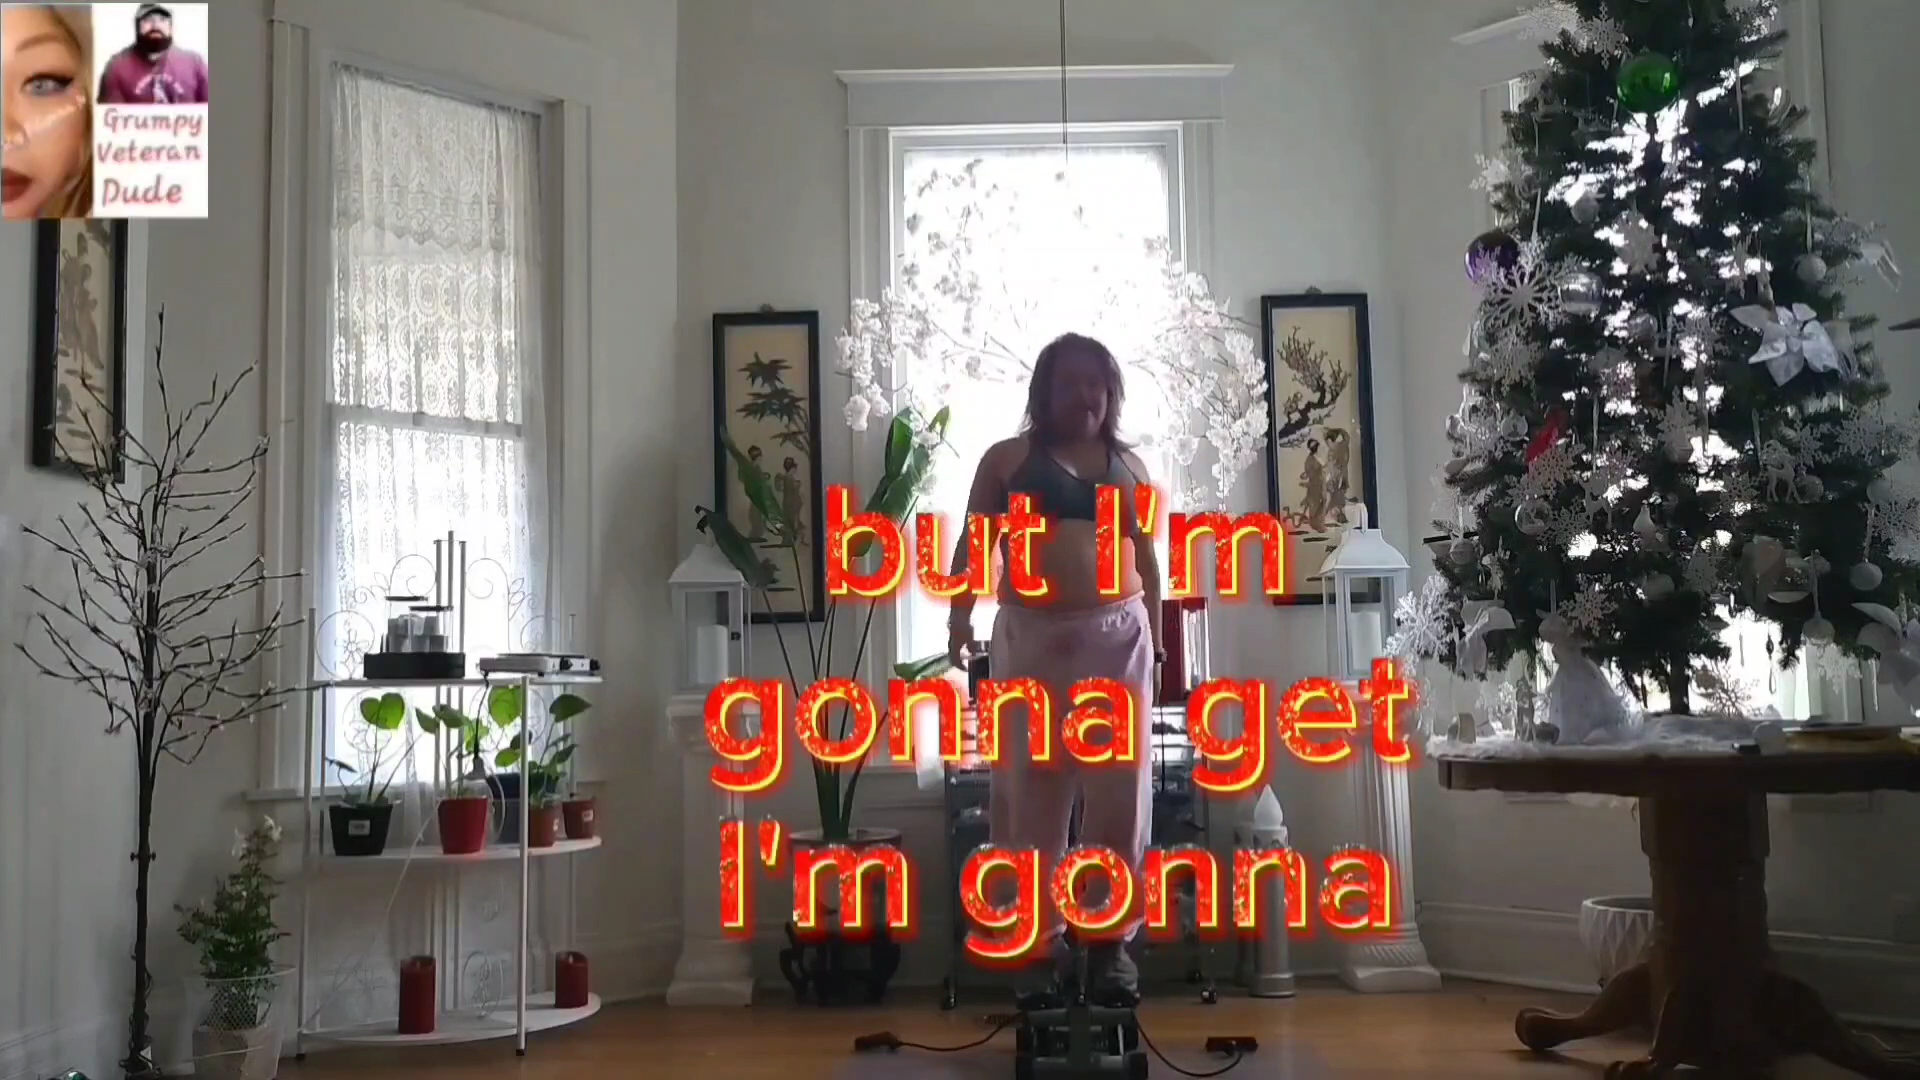 Grumpy
Veteran
Dude
but I'm
gonna get
I'm gonna